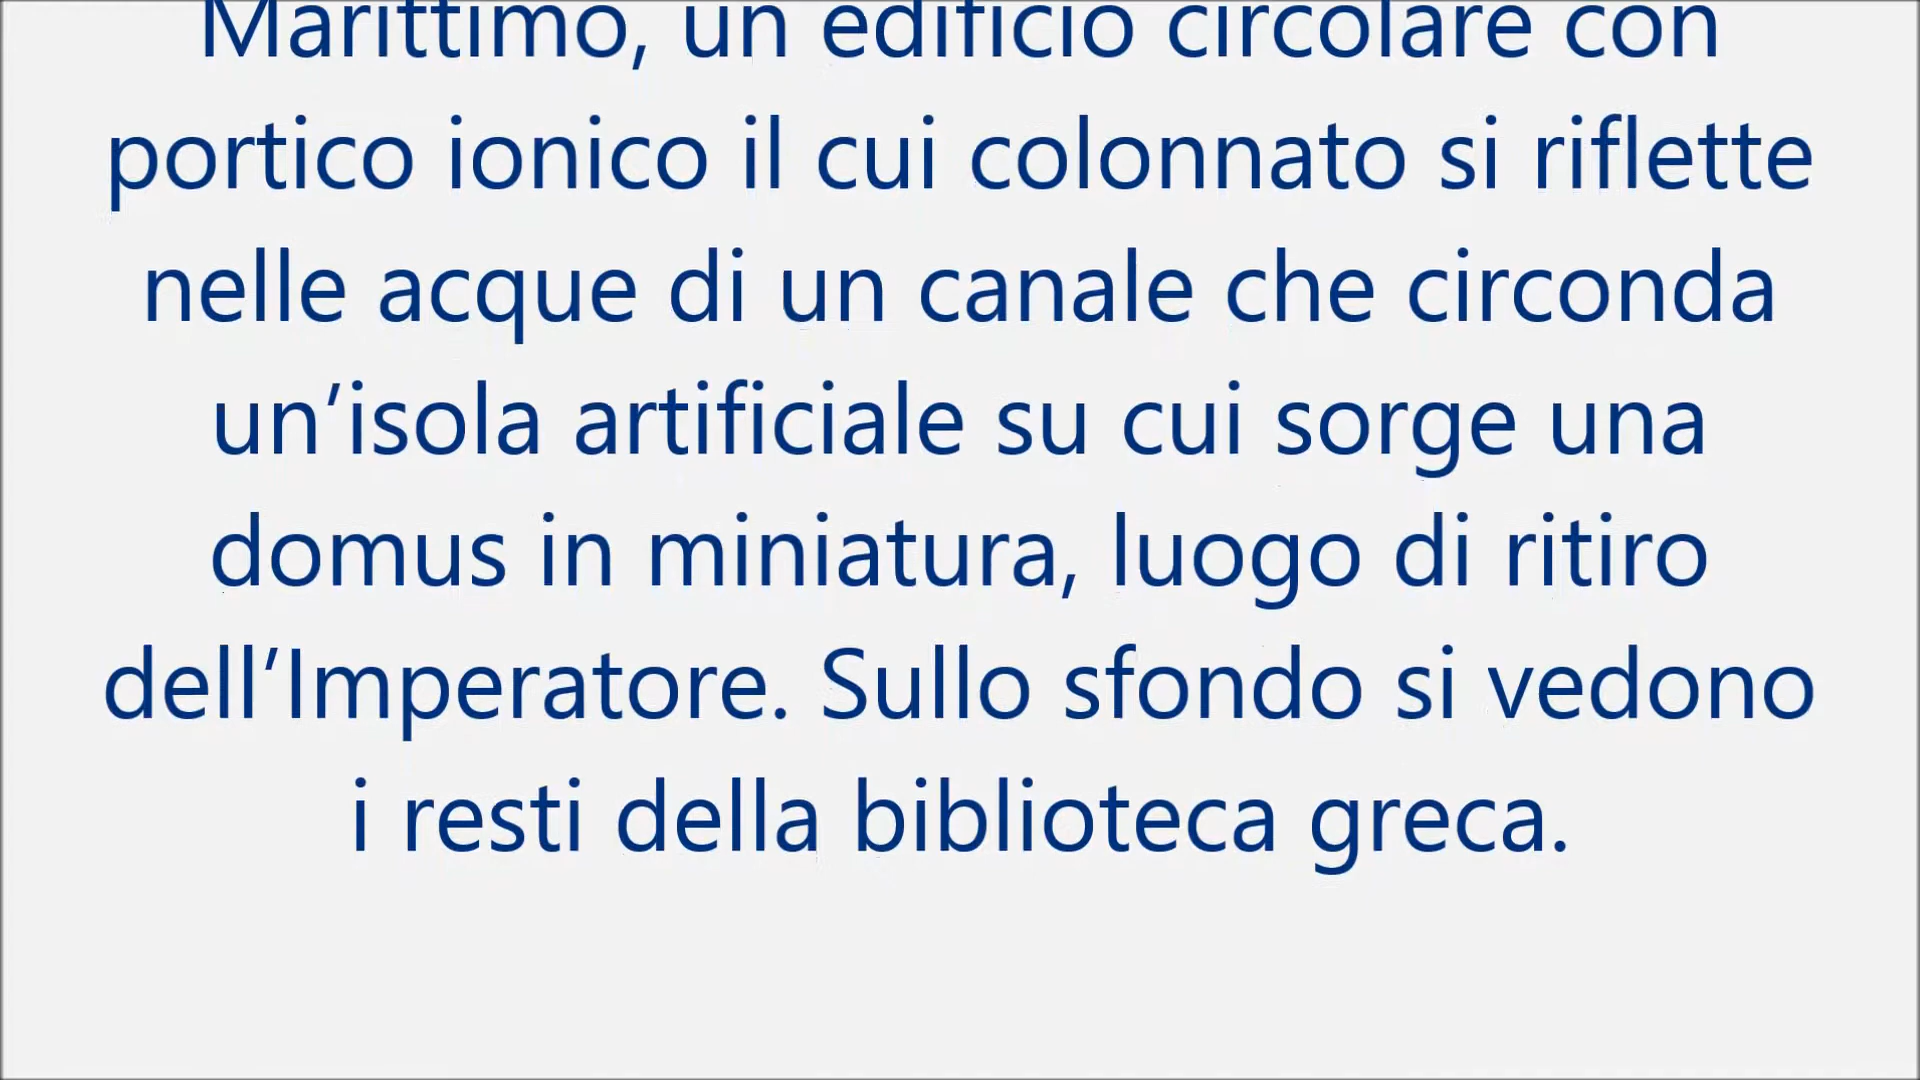 Marittimo, un edificio circolare con
portico ionico il cui colonnato si riflette
nelle acque di un canale che circonda
un’isola artificiale su cui sorge una
domus in miniatura, luogo di ritiro
dell’Imperatore. Sullo sfondo si vedono
i resti della biblioteca greca.